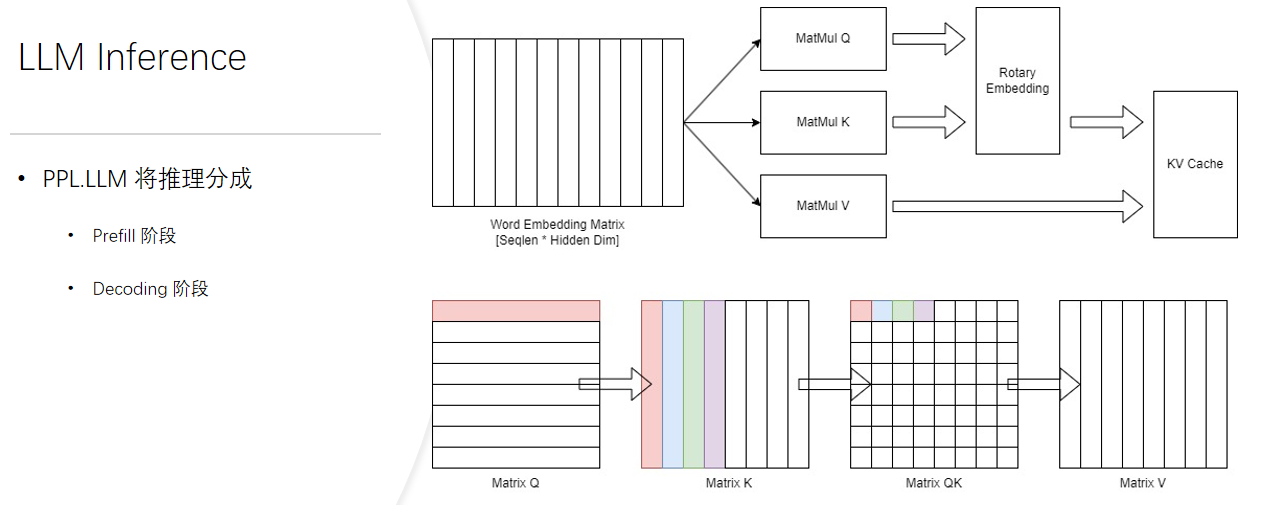 LLM Inference
• PPL.LLM 将推理分成
• Prefill 阶段
• Decoding 阶段
Word Embedding Matrix
[Seqlen * Hidden Dim]
MatMul Q
MatMul K
MatMul V
Rotary
Embedding
KV Cache
Matrix Q
Matrix K
Matrix QK
Matrix V